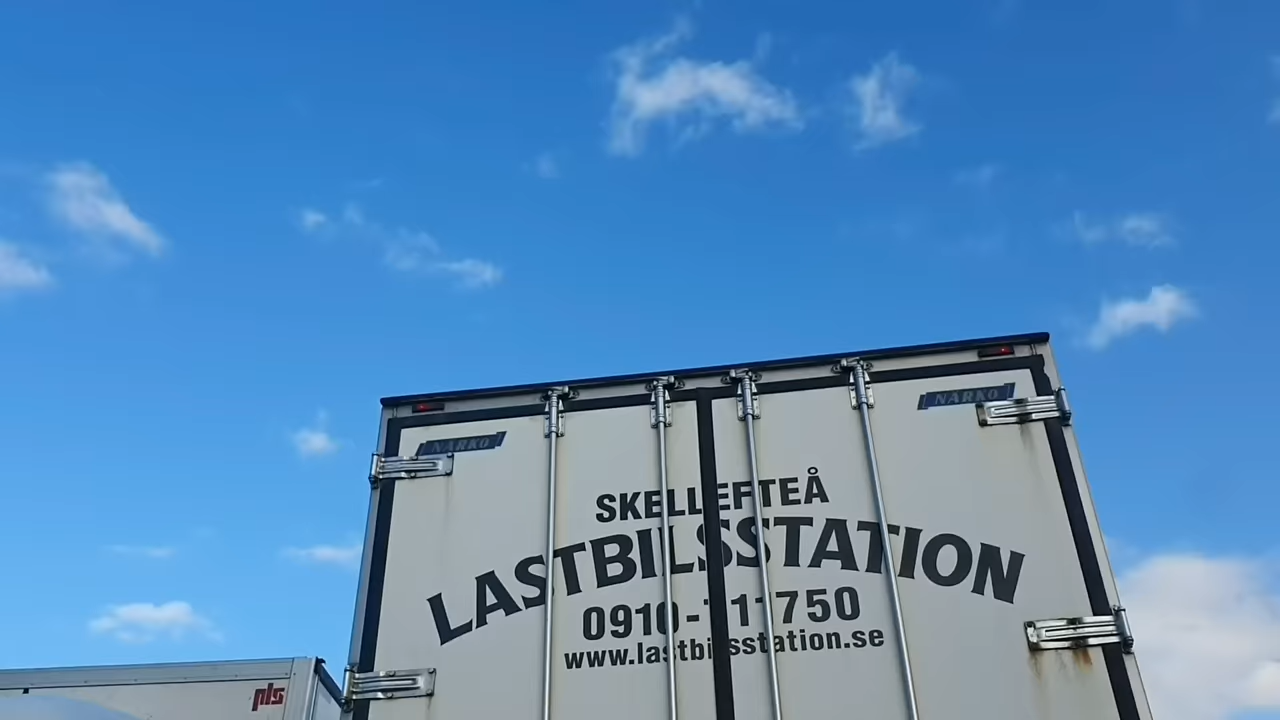 NARKO
NARKO
SKELLEFTEÅ
LASTBILSSTATION
www.lastbilsstation.se
pls